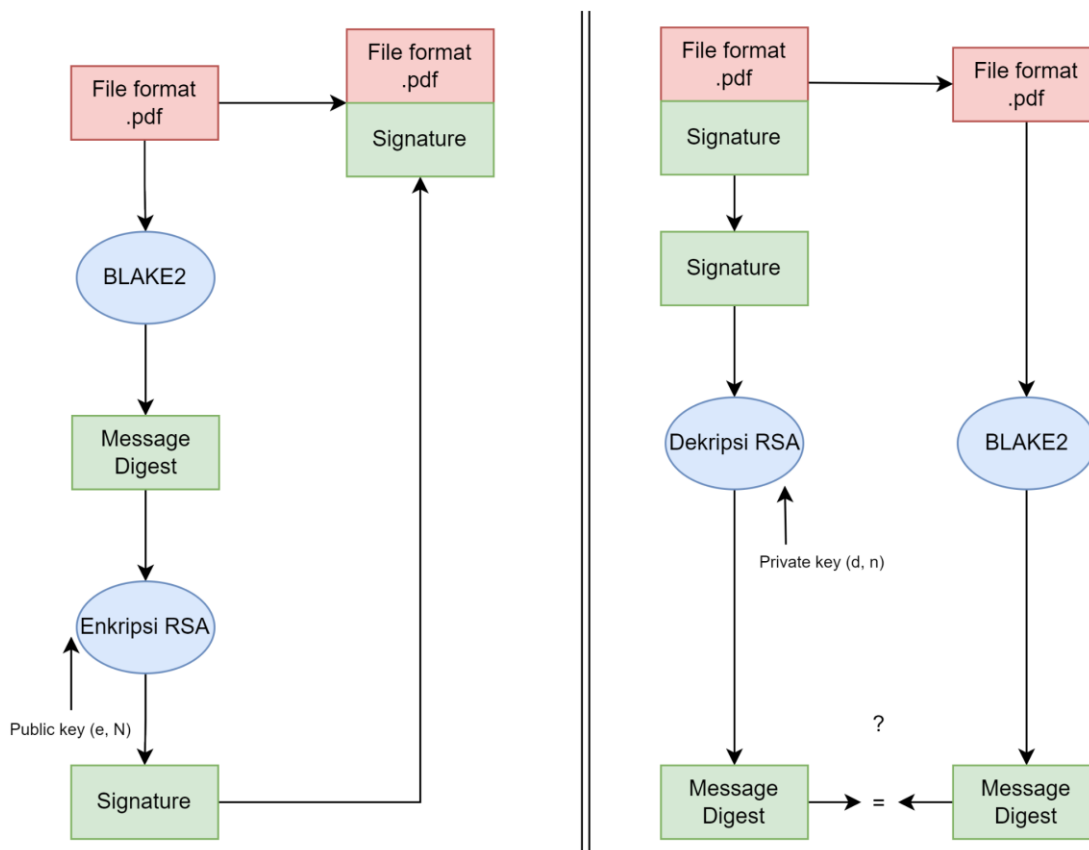 File format
.pdf
File format
.pdf
Signature
BLAKE2
Message
Digest
Enkripsi RSA
Public key (e, N)
Signature
File format
.pdf
Signature
File format
.pdf
Signature
Dekripsi RSA
BLAKE2
Private key (d, n)
?
Message
Digest
=
Message
Digest